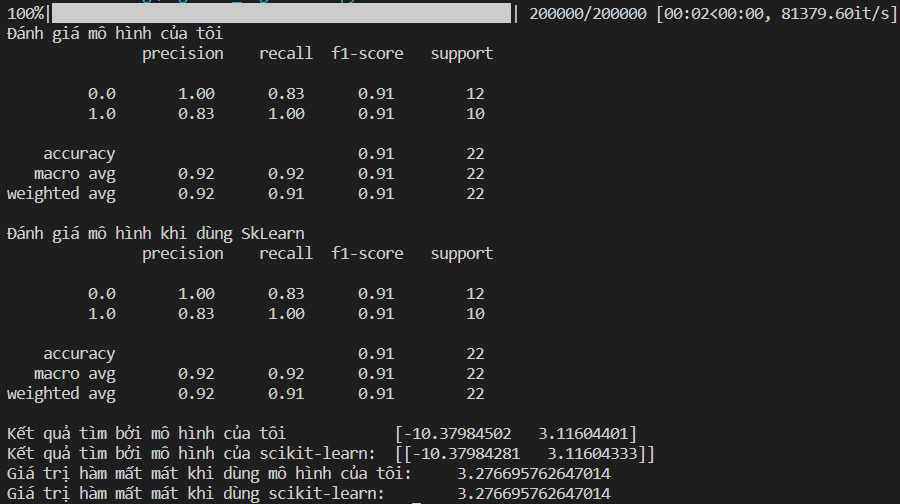 100%| | 200000/200000 [00:02<00:00, 81379.60it/s]
Đánh giá mô hình của tôi
precision recall f1-score support
0.0 1.00 0.83 0.91 12
1.0 0.83 1.00 0.91 10
accuracy 0.91 22
macro avg 0.92 0.92 0.91 22
weighted avg 0.92 0.91 0.91 22
Đánh giá mô hình khi dùng SkLearn
precision recall f1-score support
0.0 1.00 0.83 0.91 12
1.0 0.83 1.00 0.91 10
accuracy 0.91 22
macro avg 0.92 0.92 0.91 22
weighted avg 0.92 0.91 0.91 22
Kết quả tìm bởi mô hình của tôi [-10.37984502 3.11604401]
Kết quả tìm bởi mô hình của scikit-learn: [[-10.37984281 3.11604333]]
Giá trị hàm mất mát khi dùng mô hình của tôi: 3.276695762647014
Giá trị hàm mất mát khi dùng scikit-learn: 3.276695762647014